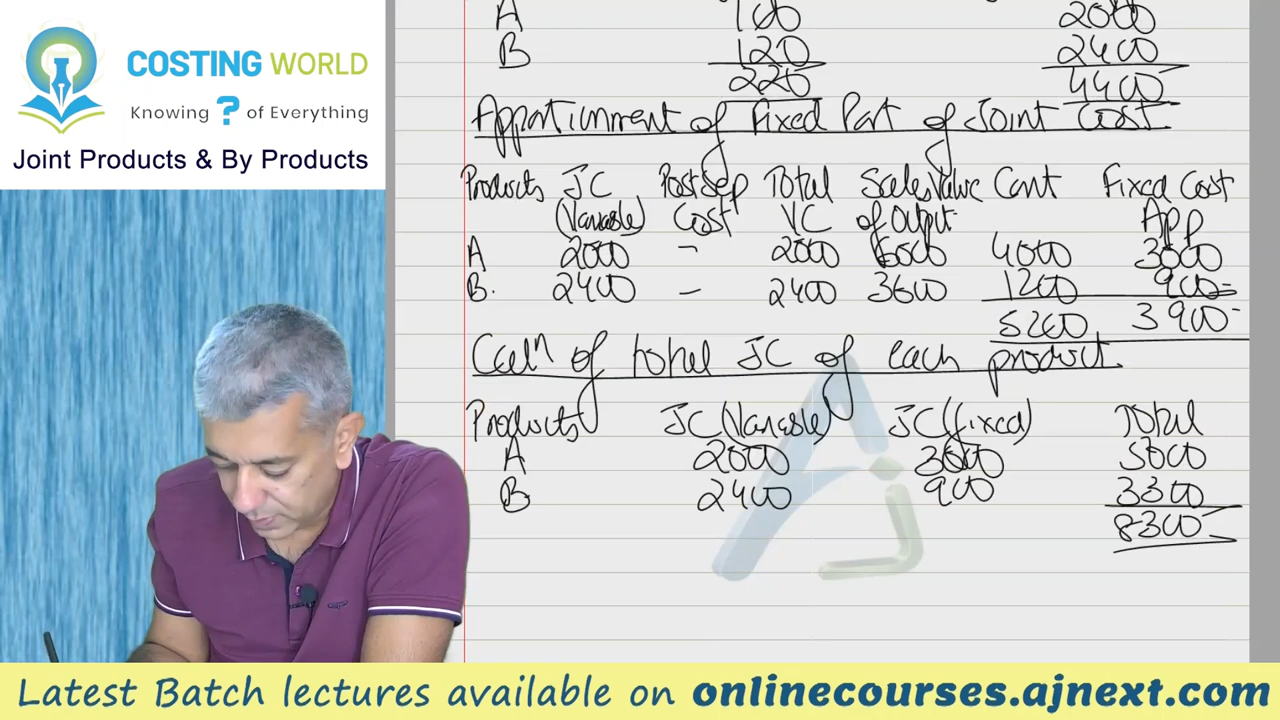 COSTING WORLD
Knowing ? of Everything
Joint Products & By Products
A 100 2000
B 120 2400
220 4400
Apportionment of Fixed Part of Joint Cost
Products JC (Variable) Post Sep Cost Total VC Sales Value of Output Cont Fixed Cost App
A 2000 - 2000 6000 4000 3000
B. 2400 - 2400 3600 1200 900
5200 3900
Calⁿ of total JC of each product
Products JC (Variable) JC (fixed) Total
A 2000 3000 5000
B 2400 900 3300
8300
Latest Batch lectures available on onlinecourses.ajnext.com